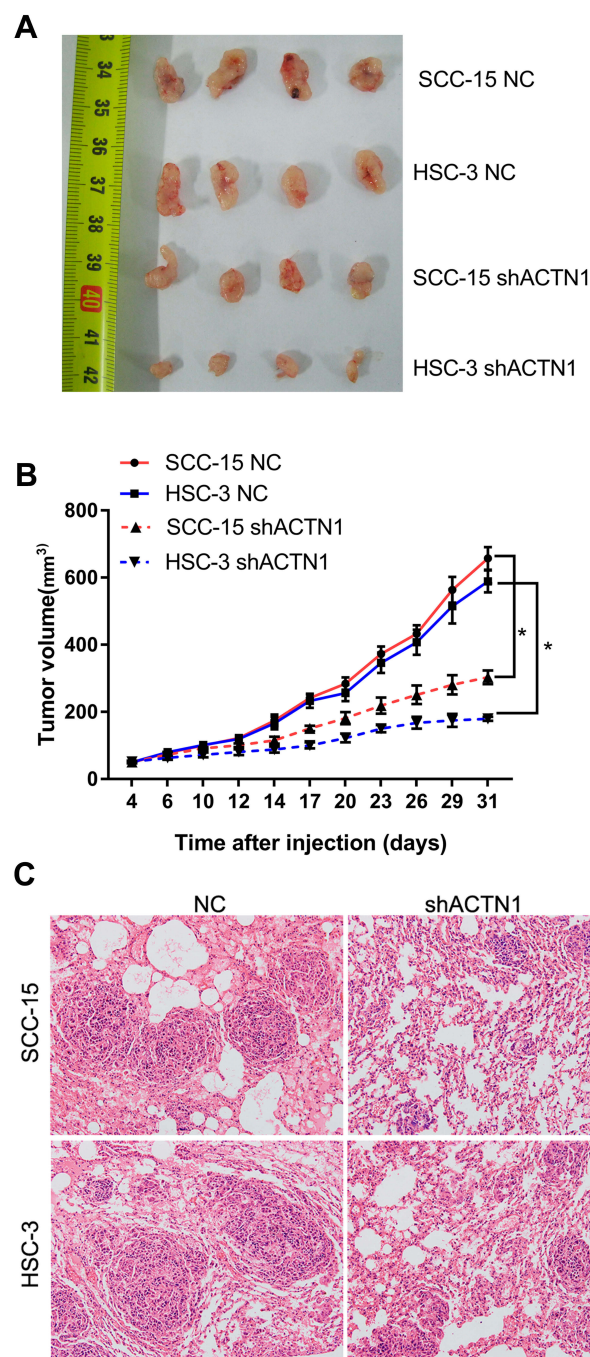 A
33
34
35
36
37
38
39
40
41
42
SCC-15 NC
HSC-3 NC
SCC-15 shACTN1
HSC-3 shACTN1
B
SCC-15 NC
HSC-3 NC
SCC-15 shACTN1
HSC-3 shACTN1
Tumor volume(mm³)
800
600
400
200
0
*
*
4 6 10 12 14 17 20 23 26 29 31
Time after injection (days)
C
NC shACTN1
SCC-15
HSC-3